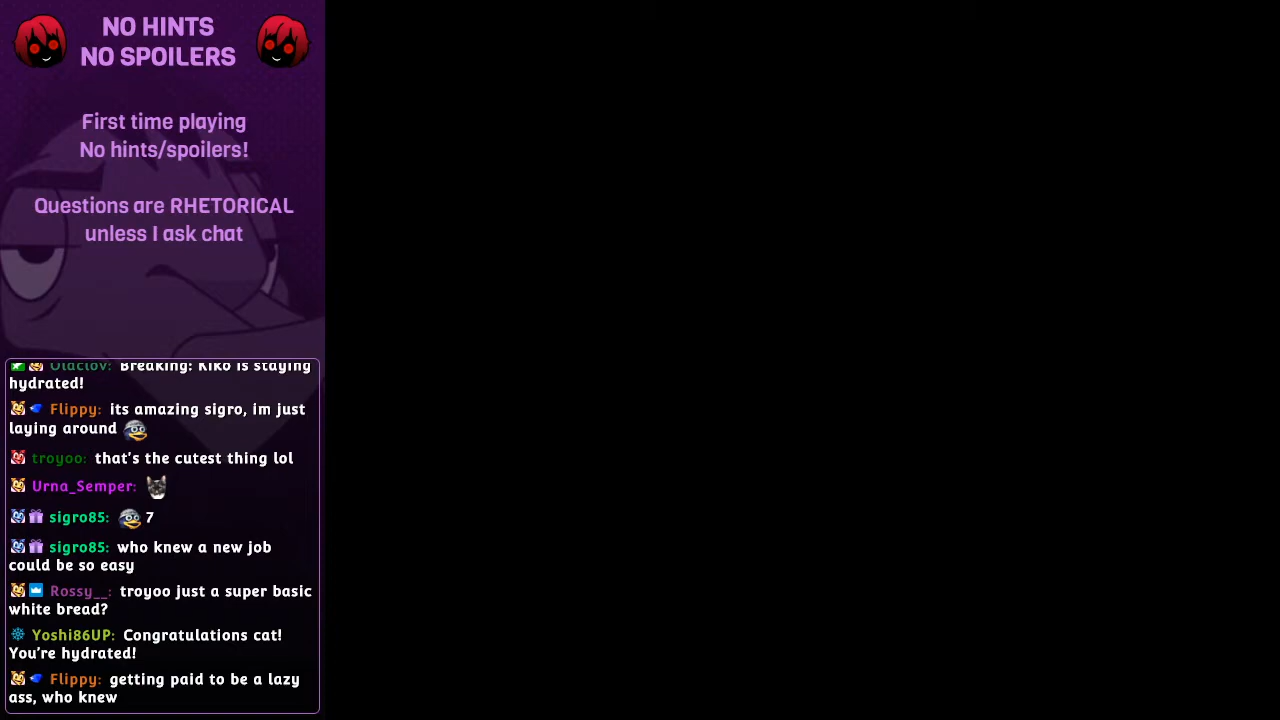 NO HINTS
NO SPOILERS
First time playing
No hints/spoilers!
Questions are RHETORICAL
unless I ask chat
Olaclov: Breaking: Kiko is staying
hydrated!
Flippy: its amazing sigro, im just
laying around
troyoo: that's the cutest thing lol
Urna_Semper:
sigro85: 7
sigro85: who knew a new job
could be so easy
Rossy__: troyoo just a super basic
white bread?
Yoshi86UP: Congratulations cat!
You're hydrated!
Flippy: getting paid to be a lazy
ass, who knew